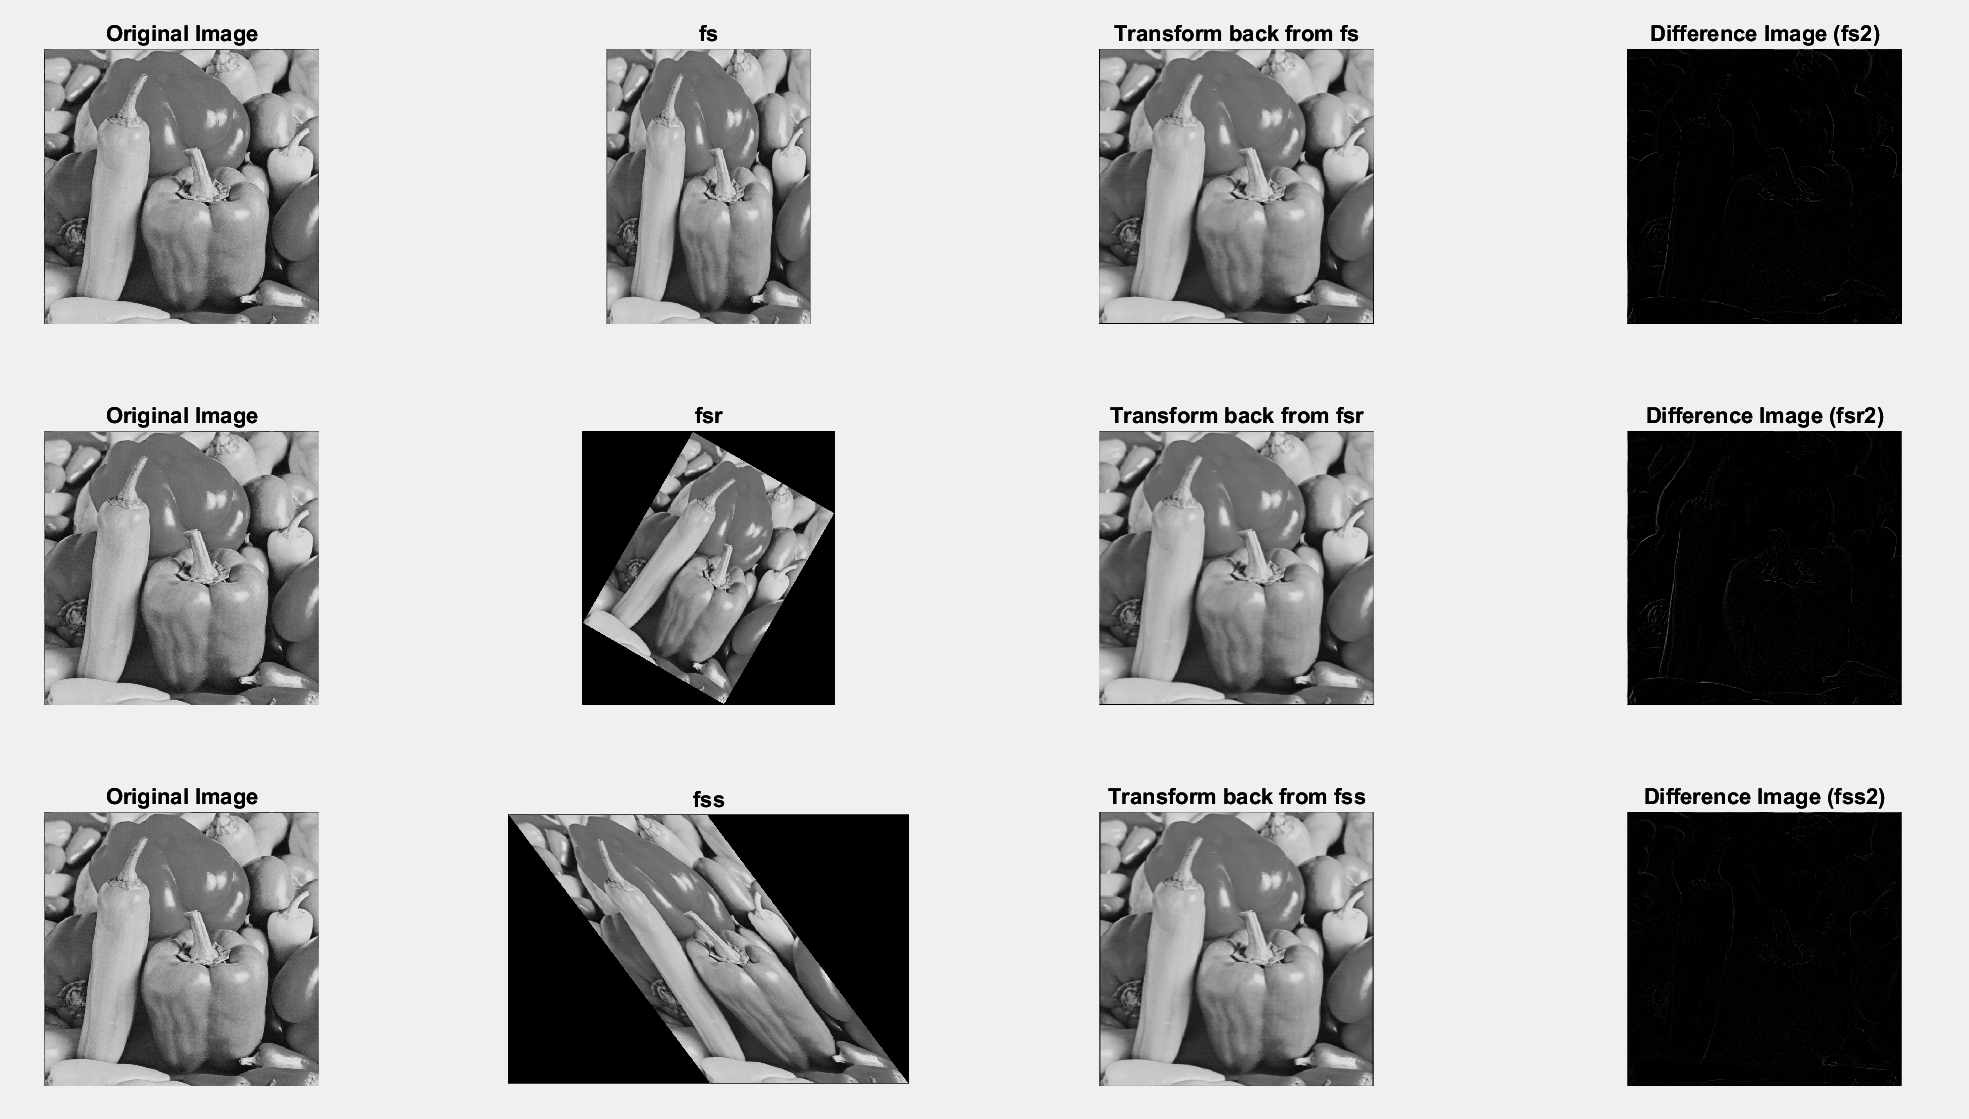 Original Image
fs
Transform back from fs
Difference Image (fs2)
Original Image
fsr
Transform back from fsr
Difference Image (fsr2)
Original Image
fss
Transform back from fss
Difference Image (fss2)